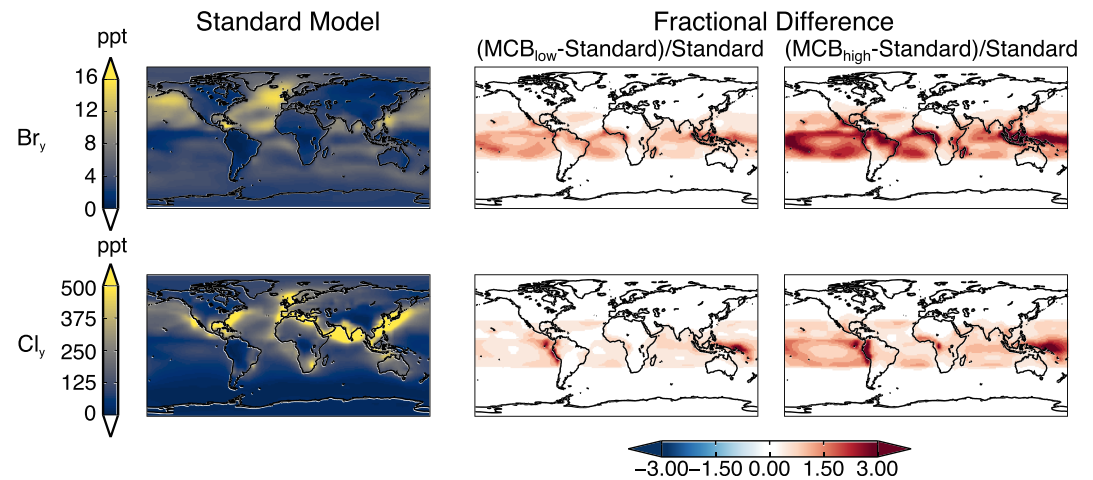 Standard Model
Fractional Difference
(MCBlow-Standard)/Standard
(MCBhigh-Standard)/Standard
ppt
16
12
8
4
0
Bry
ppt
500
375
250
125
0
Cly
−3.00 −1.50 0.00 1.50 3.00